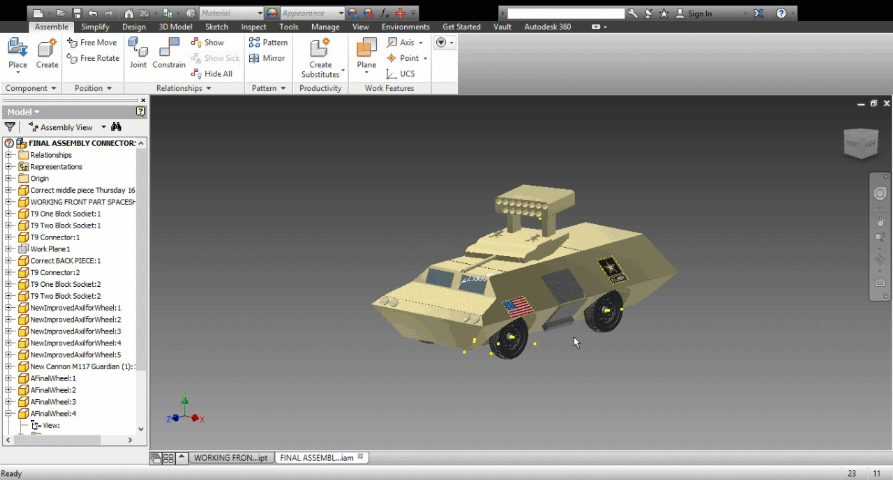 Material
Appearance
Sign In
Assemble Simplify Design 3D Model Sketch Inspect Tools Manage View Environments Get Started Vault Autodesk 360
Place
Create
Free Move
Free Rotate
Joint
Constrain
Show
Show Sick
Hide All
Pattern
Mirror
Create
Substitutes
Plane
Axis
Point
UCS
Component Position Relationships Pattern Productivity Work Features
Model
Assembly View
FINAL ASSEMBLY CONNECTOR:
Relationships
Representations
Origin
Correct middle piece Thursday 16
WORKING FRONT PART SPACESH
T9 One Block Socket:1
T9 Two Block Socket:1
T9 Connector:1
Work Plane1
Correct BACK PIECE:1
T9 Connector:2
T9 One Block Socket:2
T9 Two Block Socket:2
NewImprovedAxlforWheel:1
NewImprovedAxlforWheel:2
NewImprovedAxlforWheel:3
NewImprovedAxlforWheel:4
NewImprovedAxlforWheel:5
New Cannon M117 Guardian (1):
AFinalWheel:1
AFinalWheel:2
AFinalWheel:3
AFinalWheel:4
View:
Z X
WORKING FRON...ipt
FINAL ASSEMBL...iam
Ready
23 11